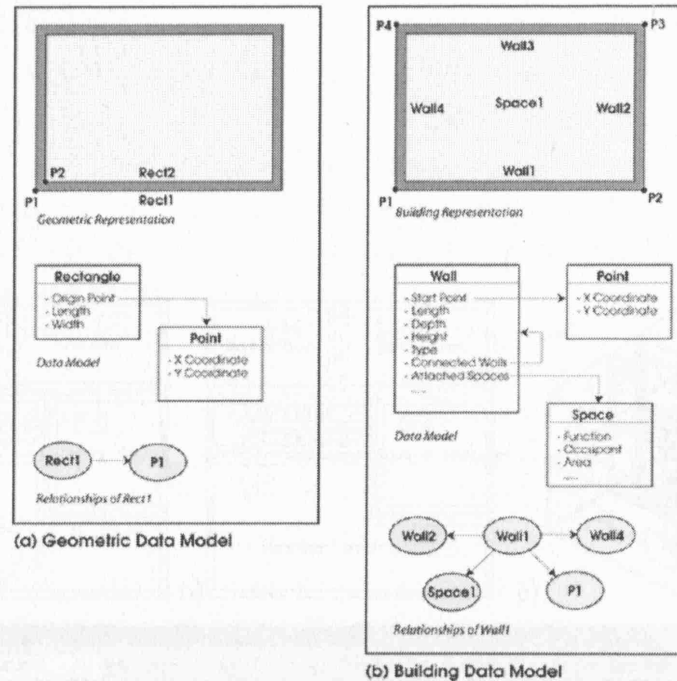 P2
Rect2
P1
Rect1
Geometric Representation
Rectangle
- Origin Point
- Length
- Width
Point
- X Coordinate
- Y Coordinate
Data Model
Rect1
P1
Relationships of Rect1
(a) Geometric Data Model
P4
P3
Wall3
Wall4
Space1
Wall2
Wall1
P1
P2
Building Representation
Wall
- Start Point
- Length
- Depth
- Height
- Type
- Connected Walls
- Attached Spaces
- .....
Point
- X Coordinate
- Y Coordinate
Space
- Function
- Occupant
- Area
.....
Data Model
Wall2
Wall1
Wall4
Space1
P1
Relationships of Wall1
(b) Building Data Model